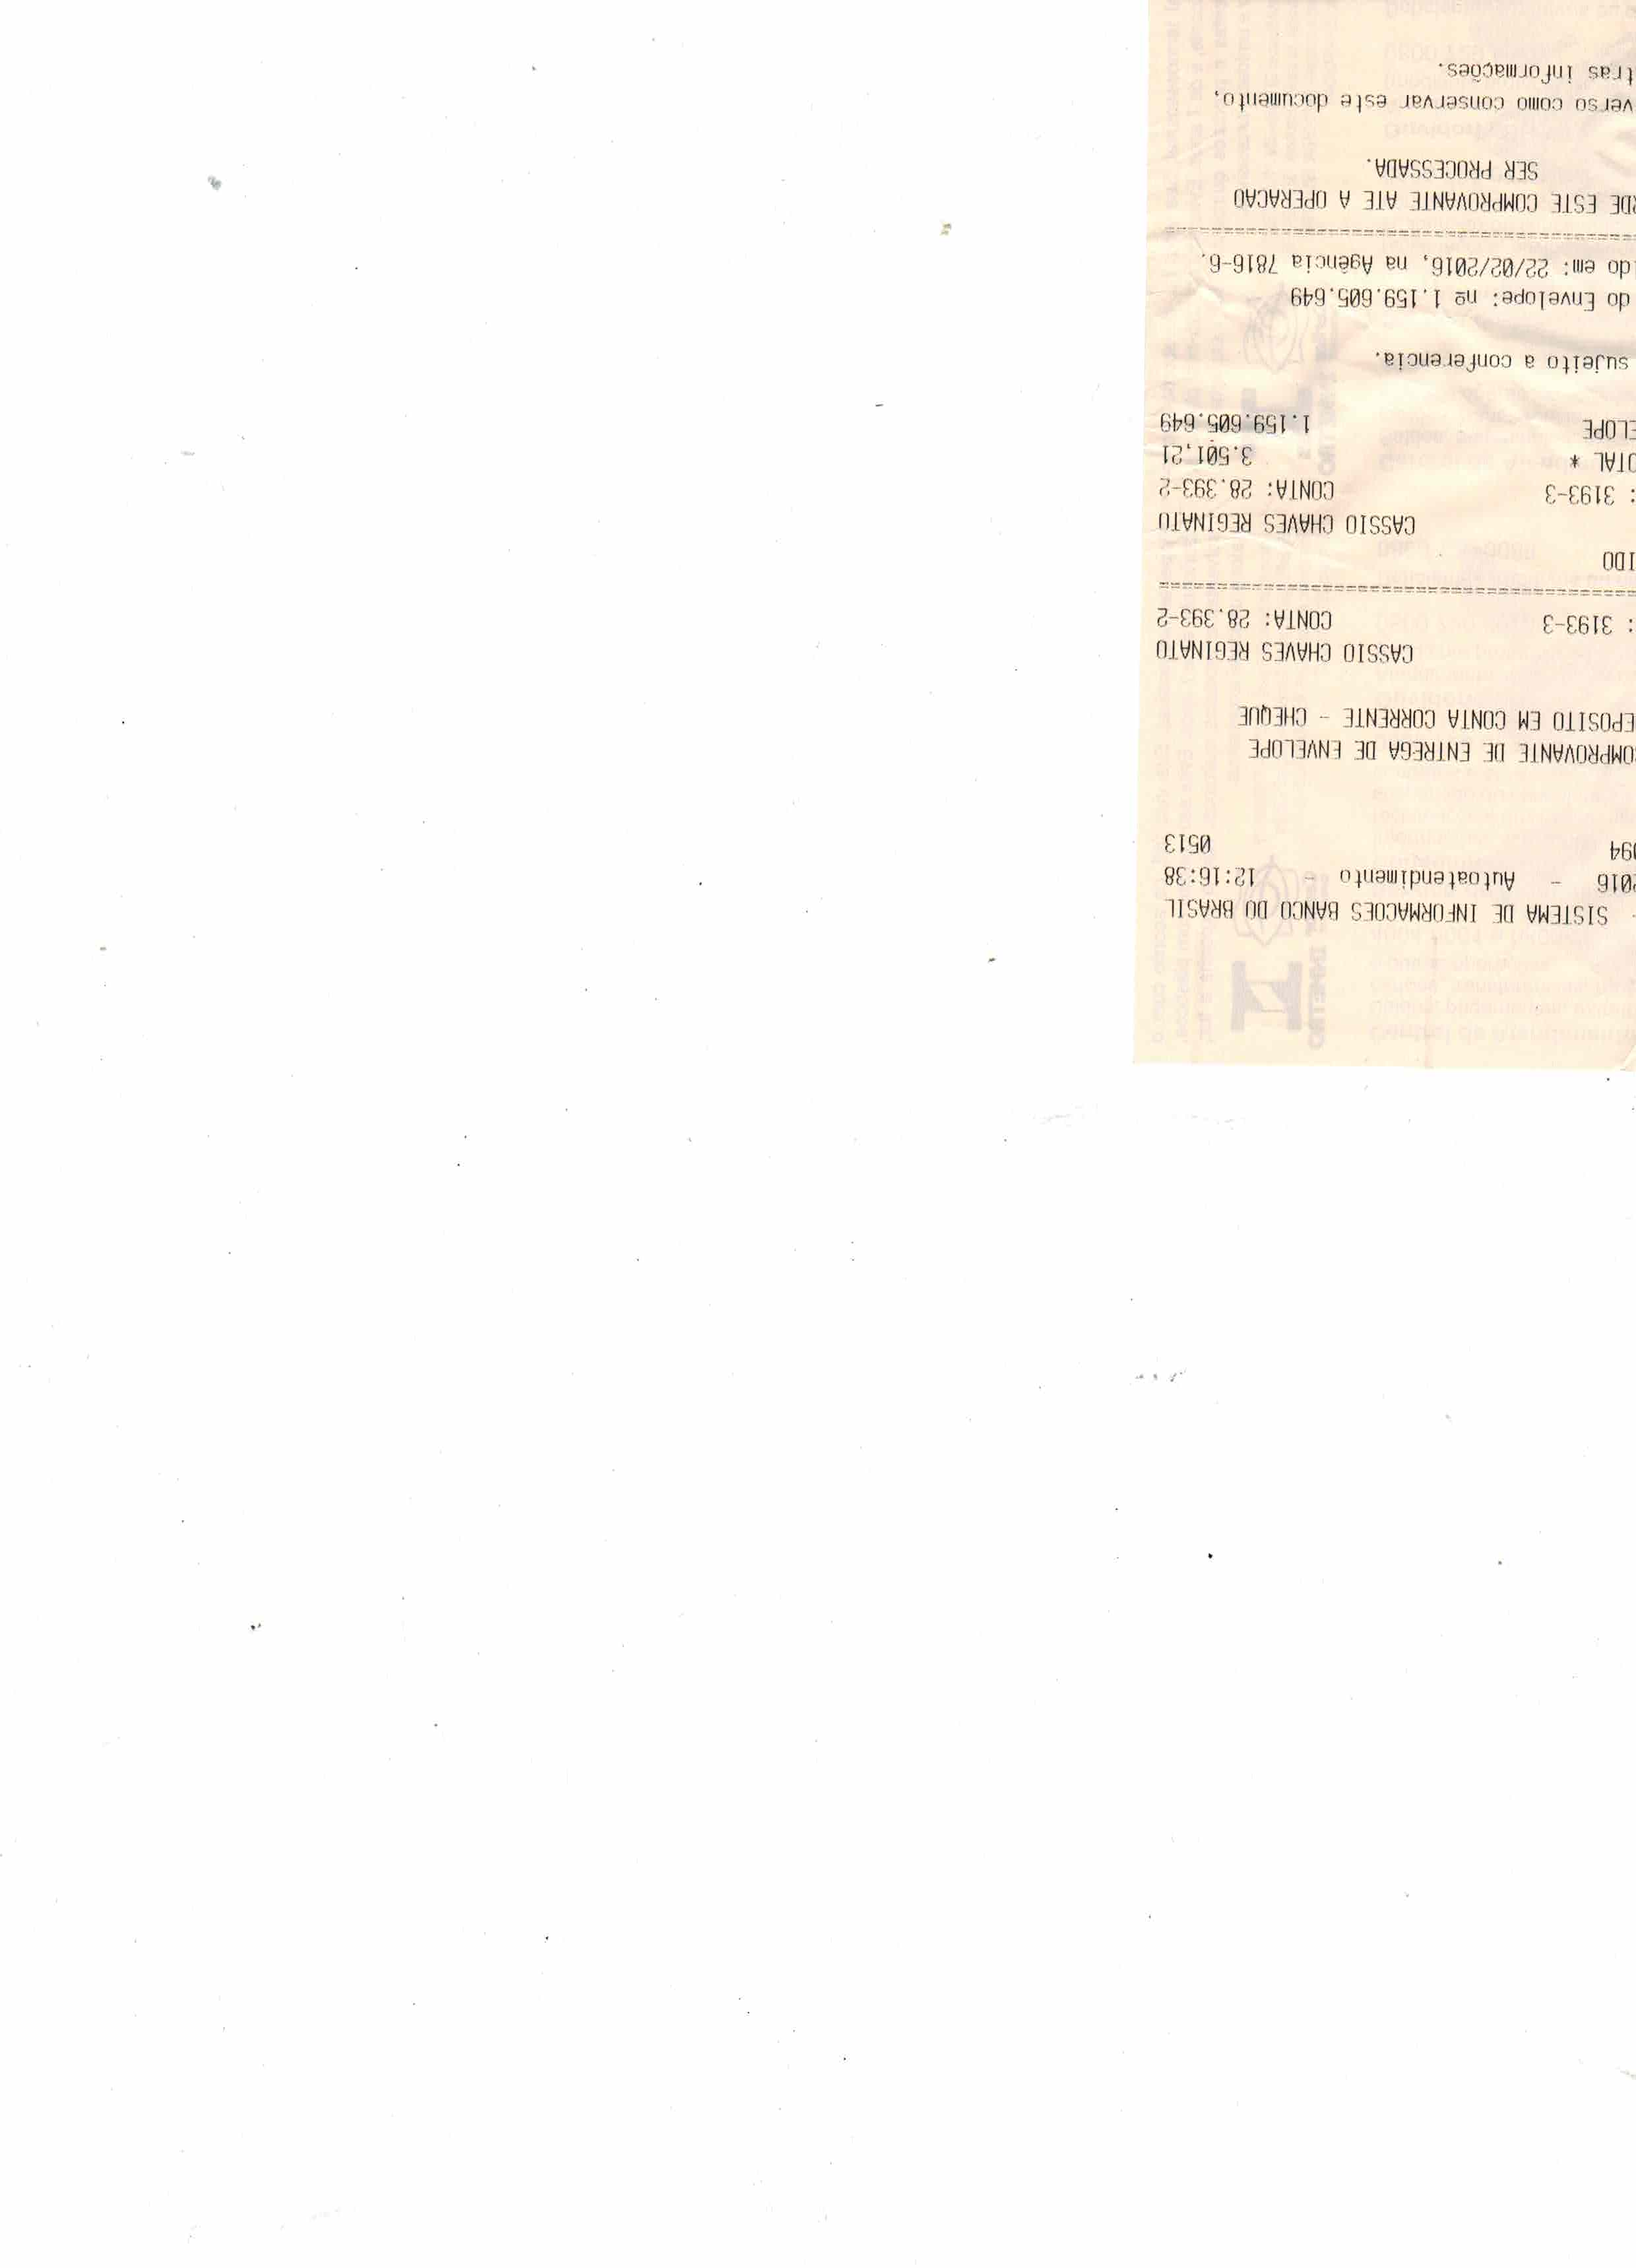 - SISTEMA DE INFORMACOES BANCO DO BRASIL
016 - Autoatendimento - 12:16:38
094 0513
OMPROVANTE DE ENTREGA DE ENVELOPE
EPOSITO EM CONTA CORRENTE - CHEQUE
CASSIO CHAVES REGINATO
: 3193-3 CONTA: 28.393-2
================================================
IDO
CASSIO CHAVES REGINATO
: 3193-3 CONTA: 28.393-2
OTAL * 3.501,21
ELOPE 1.159.605.649
sujeito a conferencia.
do Envelope: nº 1.159.605.649
do em: 22/02/2016, na Agência 7816-6.
================================================
DE ESTE COMPROVANTE ATE A OPERACAO
SER PROCESSADA.
verso como conservar este documento,
tras informações.